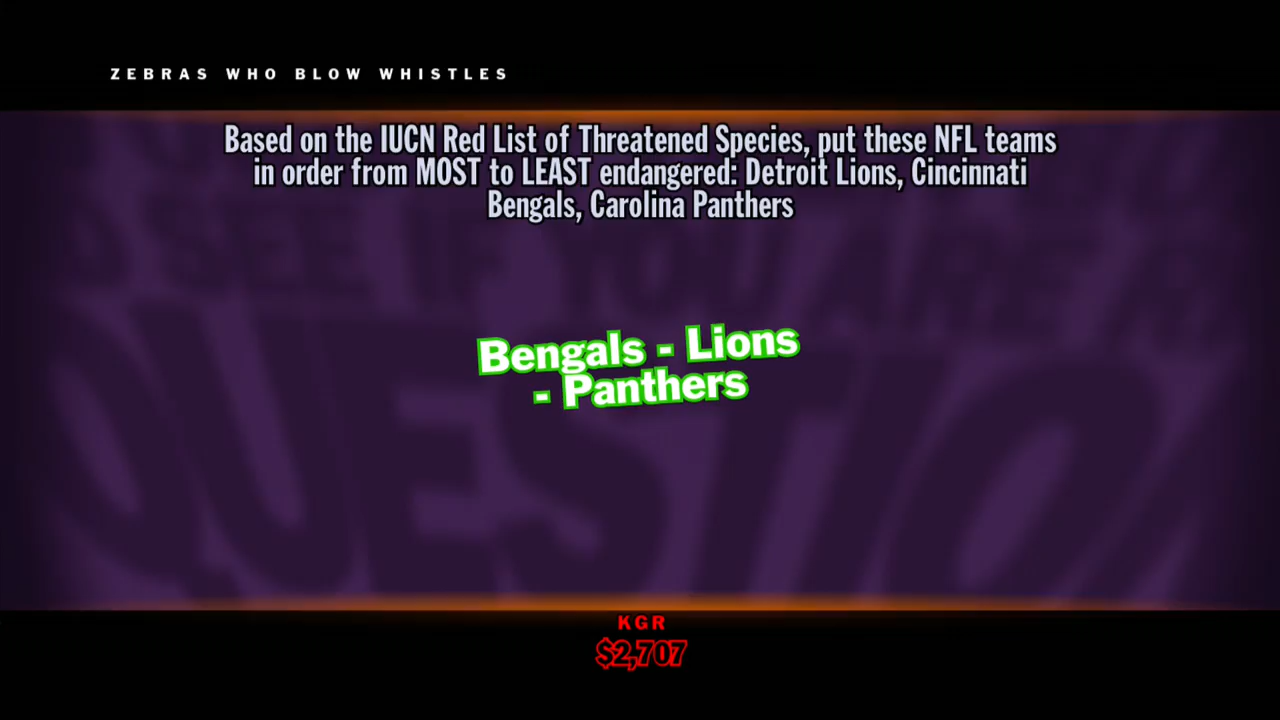 ZEBRAS WHO BLOW WHISTLES
Based on the IUCN Red List of Threatened Species, put these NFL teams
in order from MOST to LEAST endangered: Detroit Lions, Cincinnati
Bengals, Carolina Panthers
Bengals - Lions
- Panthers
KGR
$2,707